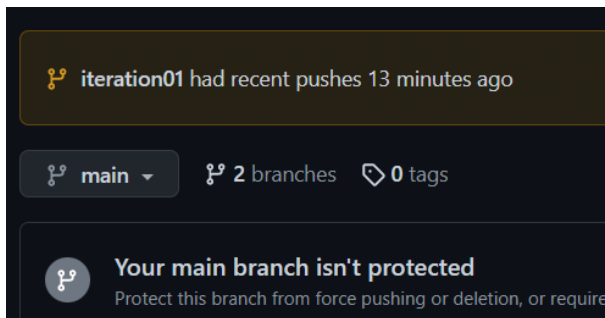 iteration01 had recent pushes 13 minutes ago
main 2 branches 0 tags
Your main branch isn't protected
Protect this branch from force pushing or deletion, or require